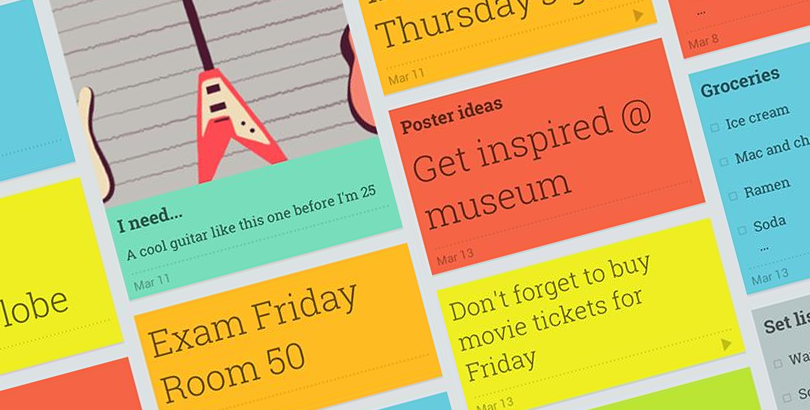 lobe
I need...
A cool guitar like this one before I'm 25
Mar 11
Exam Friday
Room 50
Thursday
Mar 11
Poster ideas
Get inspired @
museum
Mar 13
Don't forget to buy
movie tickets for
Friday
Mar 13
...
Mar 8
Groceries
Ice cream
Mac and ch
Ramen
Soda
...
Mar 13
Set lis
Wa